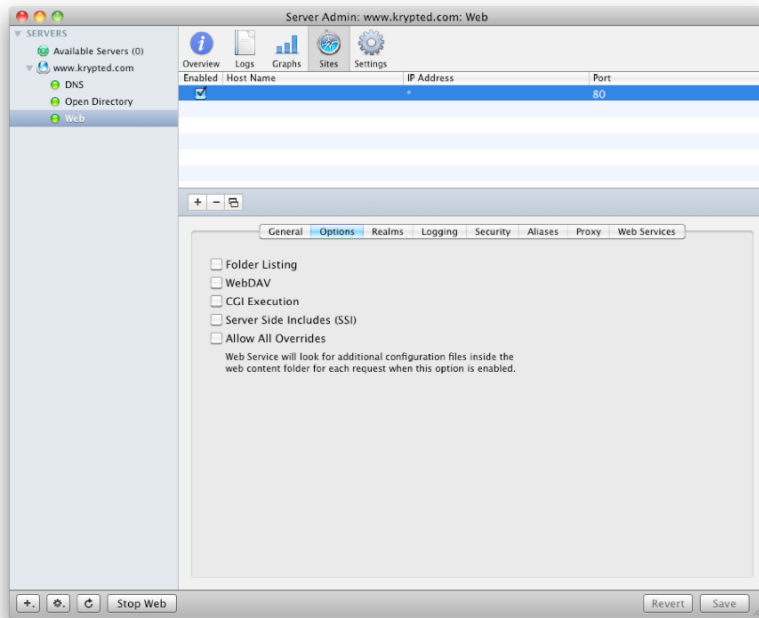 Server Admin: www.krypted.com: Web
SERVERS
Available Servers (0)
www.krypted.com
DNS
Open Directory
Web
Overview Logs Graphs Sites Settings
Enabled Host Name IP Address Port
* 80
General Options Realms Logging Security Aliases Proxy Web Services
Folder Listing
WebDAV
CGI Execution
Server Side Includes (SSI)
Allow All Overrides
Web Service will look for additional configuration files inside the
web content folder for each request when this option is enabled.
Stop Web Revert Save